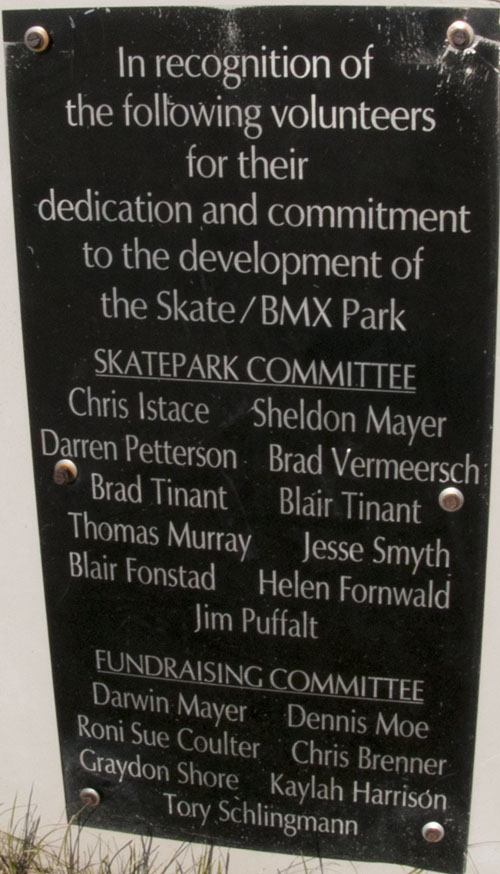 In recognition of
the following volunteers
for their
dedication and commitment
to the development of
the Skate/BMX Park
SKATEPARK COMMITTEE
Chris Istace Sheldon Mayer
Darren Petterson Brad Vermeersch
Brad Tinant Blair Tinant
Thomas Murray Jesse Smyth
Blair Fonstad Helen Fornwald
Jim Puffalt
FUNDRAISING COMMITTEE
Darwin Mayer Dennis Moe
Roni Sue Coulter Chris Brenner
Graydon Shore Kaylah Harrison
Tory Schlingmann